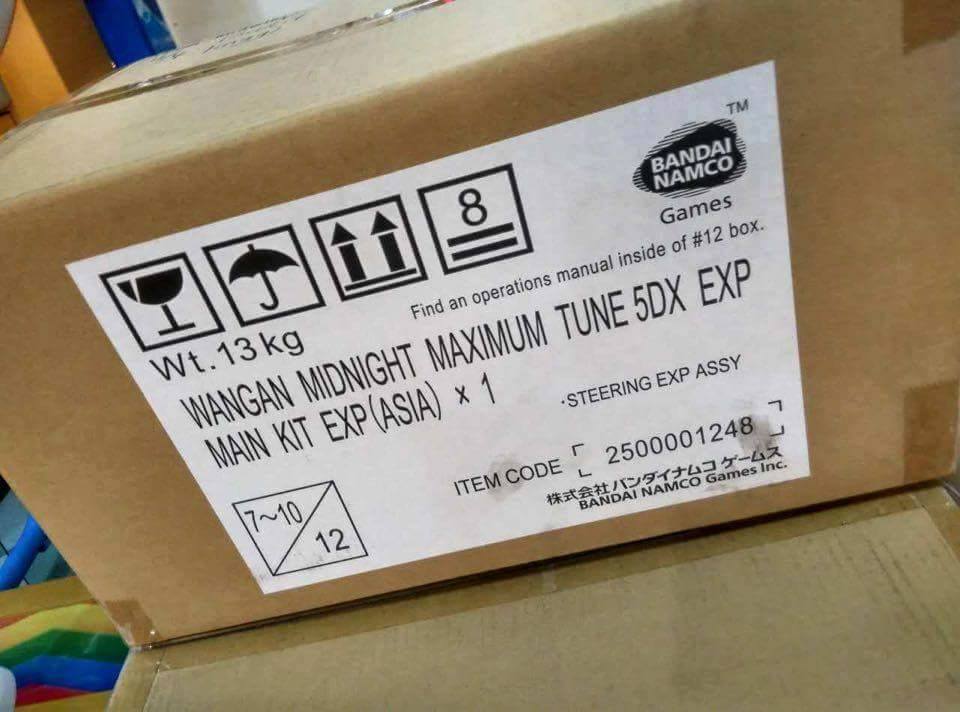 8
TM
BANDAI
NAMCO
Games
Find an operations manual inside of #12 box.
Wt. 13kg
WANGAN MIDNIGHT MAXIMUM TUNE 5DX EXP
MAIN KIT EXP(ASIA) × 1
・STEERING EXP ASSY
ITEM CODE 2500001248
株式会社 バンダイナムコ ゲームス
BANDAI NAMCO Games Inc.
7～10
12